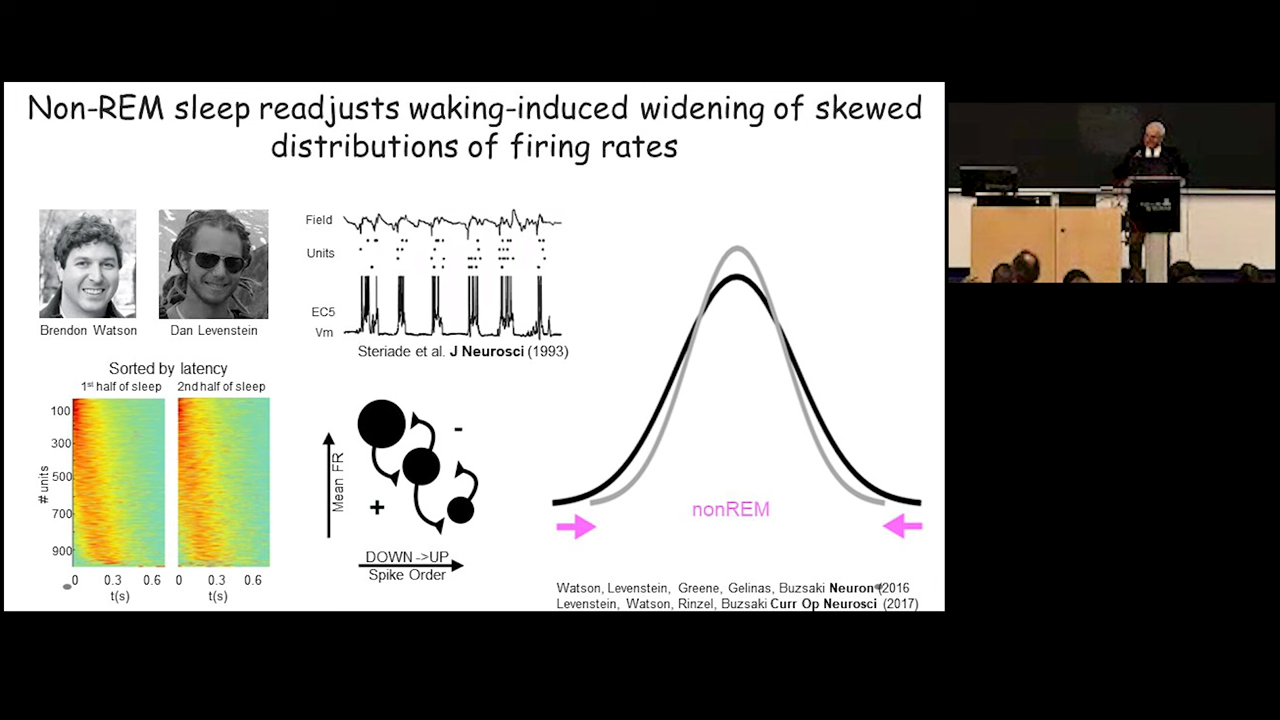 Non-REM sleep readjusts waking-induced widening of skewed
distributions of firing rates
Brendon Watson
Dan Levenstein
Field
Units
EC5
Vm
Steriade et al. J Neurosci (1993)
Sorted by latency
1st half of sleep
2nd half of sleep
# units
100
300
500
700
900
0 0.3 0.6
t(s)
0 0.3 0.6
t(s)
Mean FR
-
+
DOWN ->UP
Spike Order
nonREM
Watson, Levenstein, Greene, Gelinas, Buzsaki Neuron (2016
Levenstein, Watson, Rinzel, Buzsaki Curr Op Neurosci (2017)